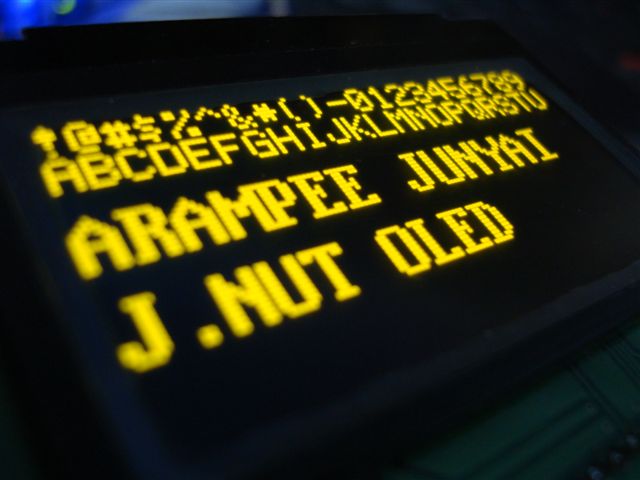 !@#$%^&*()-0123456789
ABCDEFGHIJKLMNOPQRSTU
ARAMPEE JUNYAI
J.NUT OLED